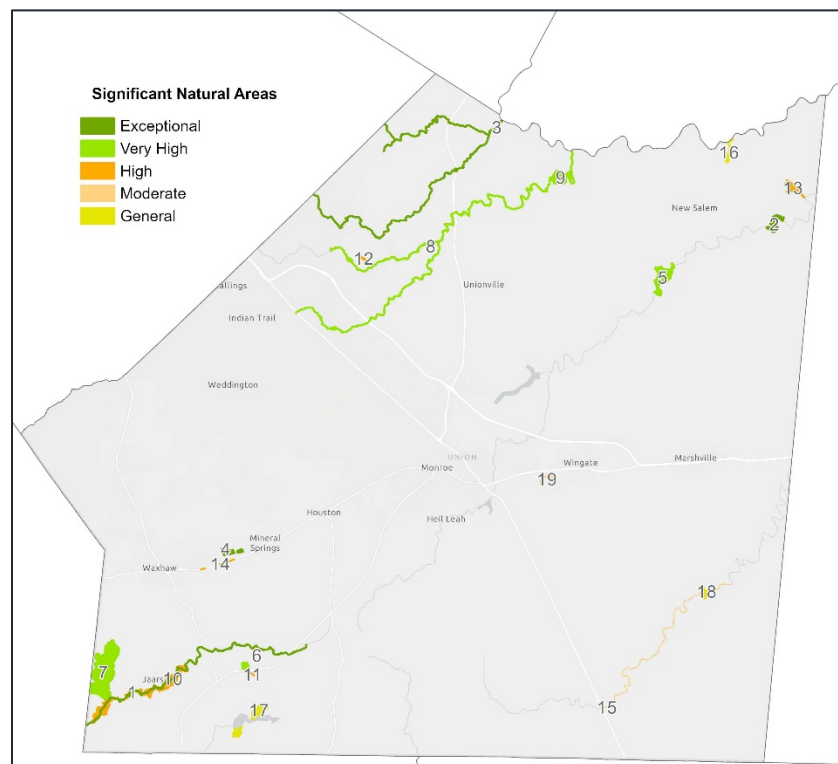 Significant Natural Areas
Exceptional
Very High
High
Moderate
General
3
16
9
13
New Salem
2
8
12
5
allings
Unionville
Indian Trail
Weddington
UNION
Monroe
Wingate
Marshville
19
Houston
Heil Leah
4
Mineral
Springs
14
Waxhaw
18
6
7
11
10
Jaars
1
15
17